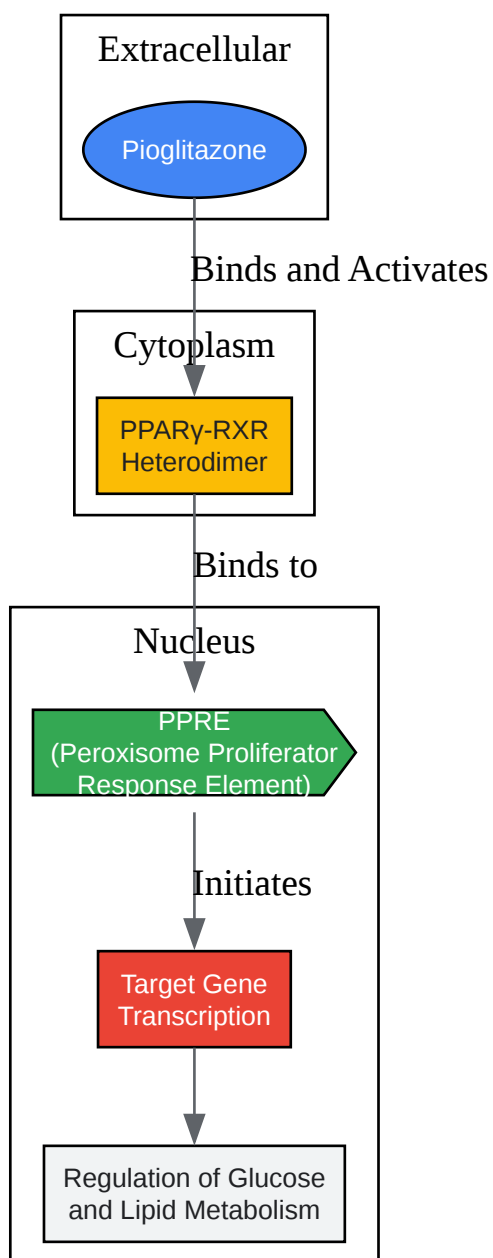 Extracellular
Pioglitazone
Binds and Activates
Cytoplasm
PPARγ-RXR
Heterodimer
Binds to
Nucleus
PPRE
(Peroxisome Proliferator
Response Element)
Initiates
Target Gene
Transcription
Regulation of Glucose
and Lipid Metabolism